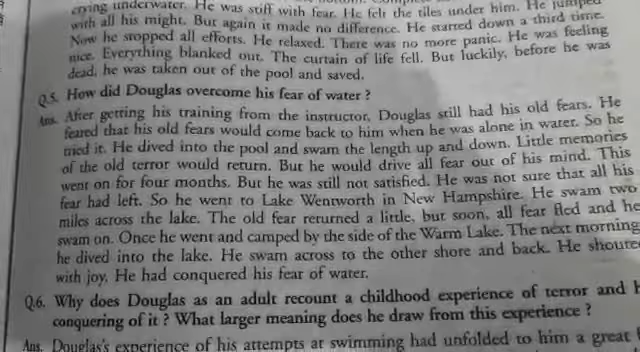 crying underwater. He was stiff with fear. He felt the tiles under him. He jumped
with all his might. But again it made no difference. He started down a third time.
Now he stopped all efforts. He relaxed. There was no more panic. He was feeling
nice. Everything blanked out. The curtain of life fell. But luckily, before he was
dead, he was taken out of the pool and saved.
Q.5. How did Douglas overcome his fear of water ?
Ans. After getting his training from the instructor, Douglas still had his old fears. He
feared that his old fears would come back to him when he was alone in water. So he
tried it. He dived into the pool and swam the length up and down. Little memories
of the old terror would return. But he would drive all fear out of his mind. This
went on for four months. But he was still not satisfied. He was not sure that all his
fear had left. So he went to Lake Wentworth in New Hampshire. He swam two
miles across the lake. The old fear returned a little, but soon, all fear fled and he
swam on. Once he went and camped by the side of the Warm Lake. The next morning
he dived into the lake. He swam across to the other shore and back. He shouted
with joy. He had conquered his fear of water.
Q.6. Why does Douglas as an adult recount a childhood experience of terror and
conquering of it ? What larger meaning does he draw from this experience ?
Ans. Douglas's experience of his attempts at swimming had unfolded to him a great